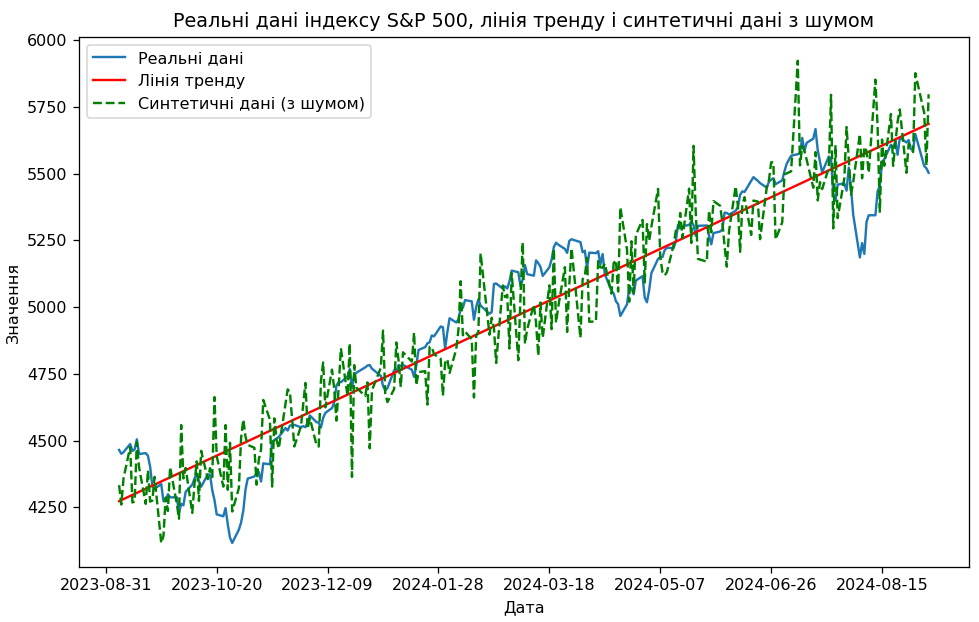 Реальні дані індексу S&P 500, лінія тренду і синтетичні дані з шумом
Реальні дані
Лінія тренду
Синтетичні дані (з шумом)
Значення
6000
5750
5500
5250
5000
4750
4500
4250
2023-08-31
2023-10-20
2023-12-09
2024-01-28
2024-03-18
2024-05-07
2024-06-26
2024-08-15
Дата